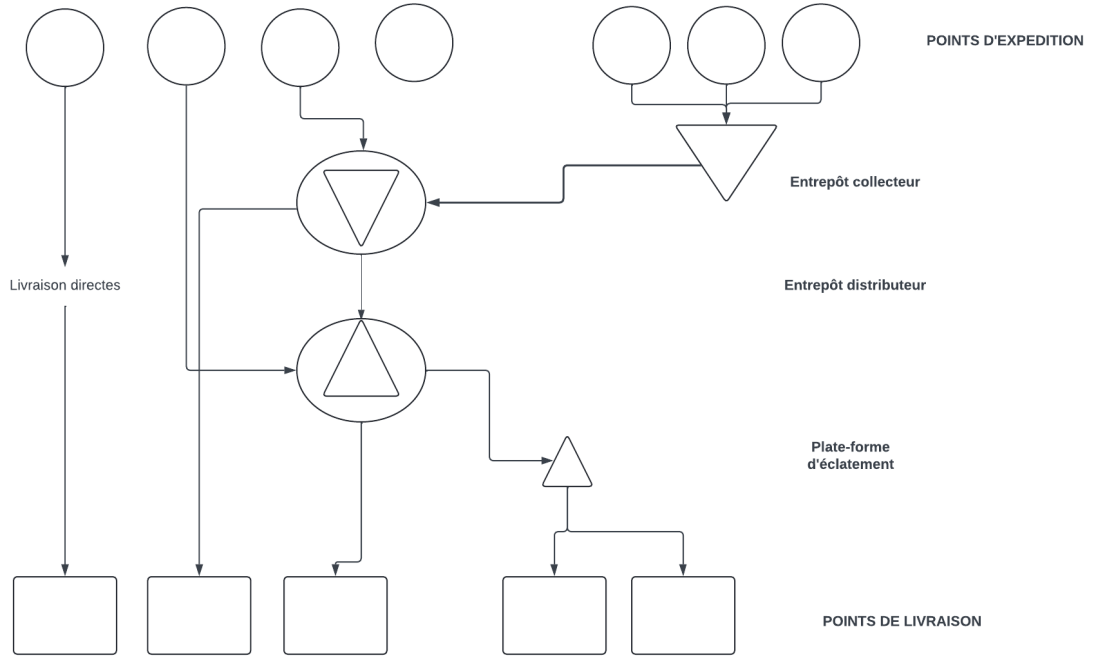 POINTS D'EXPEDITION
Entrepôt collecteur
Livraison directes
Entrepôt distributeur
Plate-forme
d'éclatement
POINTS DE LIVRAISON